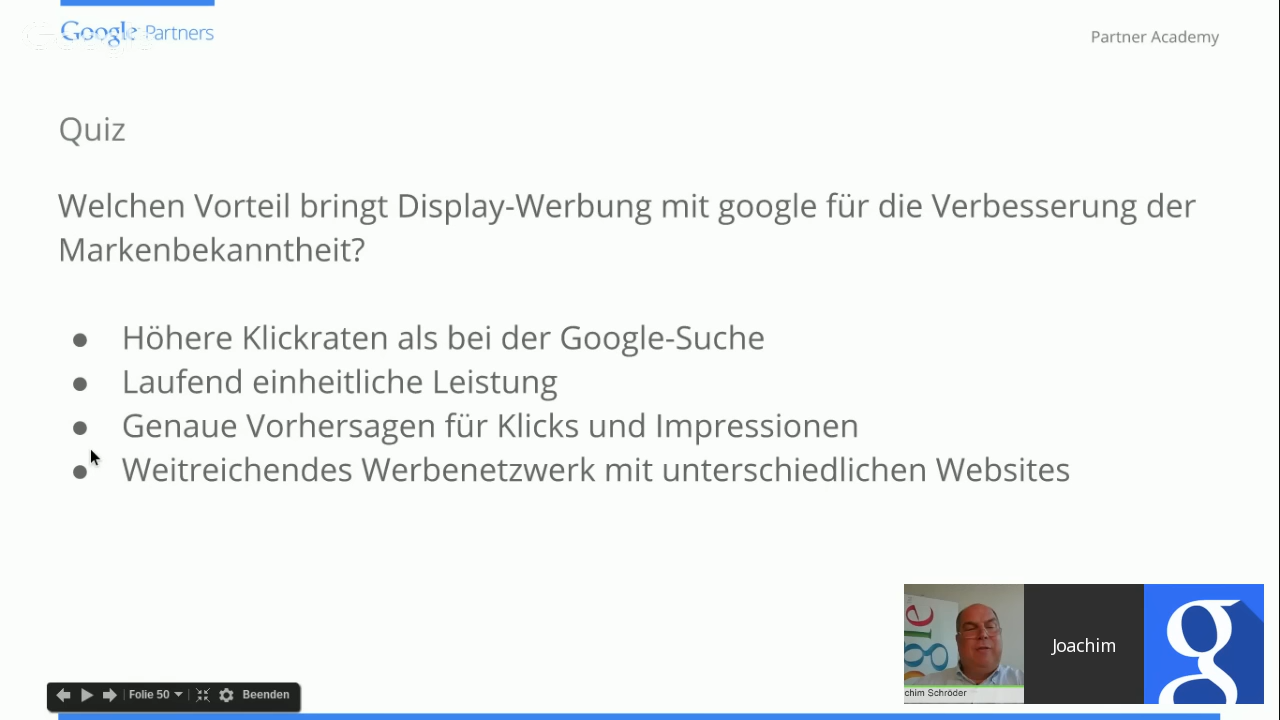 Google Partners
Partner Academy
Quiz
Welchen Vorteil bringt Display-Werbung mit google für die Verbesserung der
Markenbekanntheit?
● Höhere Klickraten als bei der Google-Suche
● Laufend einheitliche Leistung
● Genaue Vorhersagen für Klicks und Impressionen
● Weitreichendes Werbenetzwerk mit unterschiedlichen Websites
Joachim
g
chim Schröder
Folie 50
Beenden